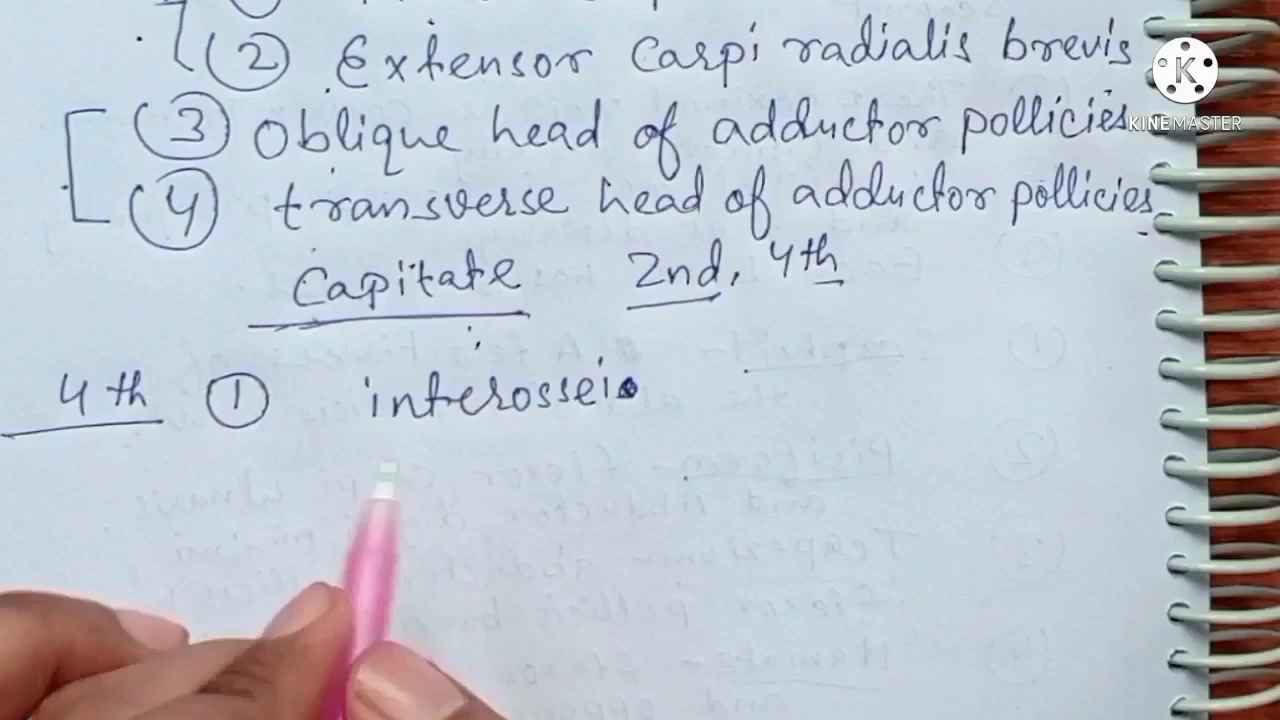 (2) Extensor Carpi radialis brevis
K
KINEMASTER
(3) Oblique head of adductor pollicies
(4) transverse head of adductor pollicies
Capitate 2nd, 4th
4th (1) interossei